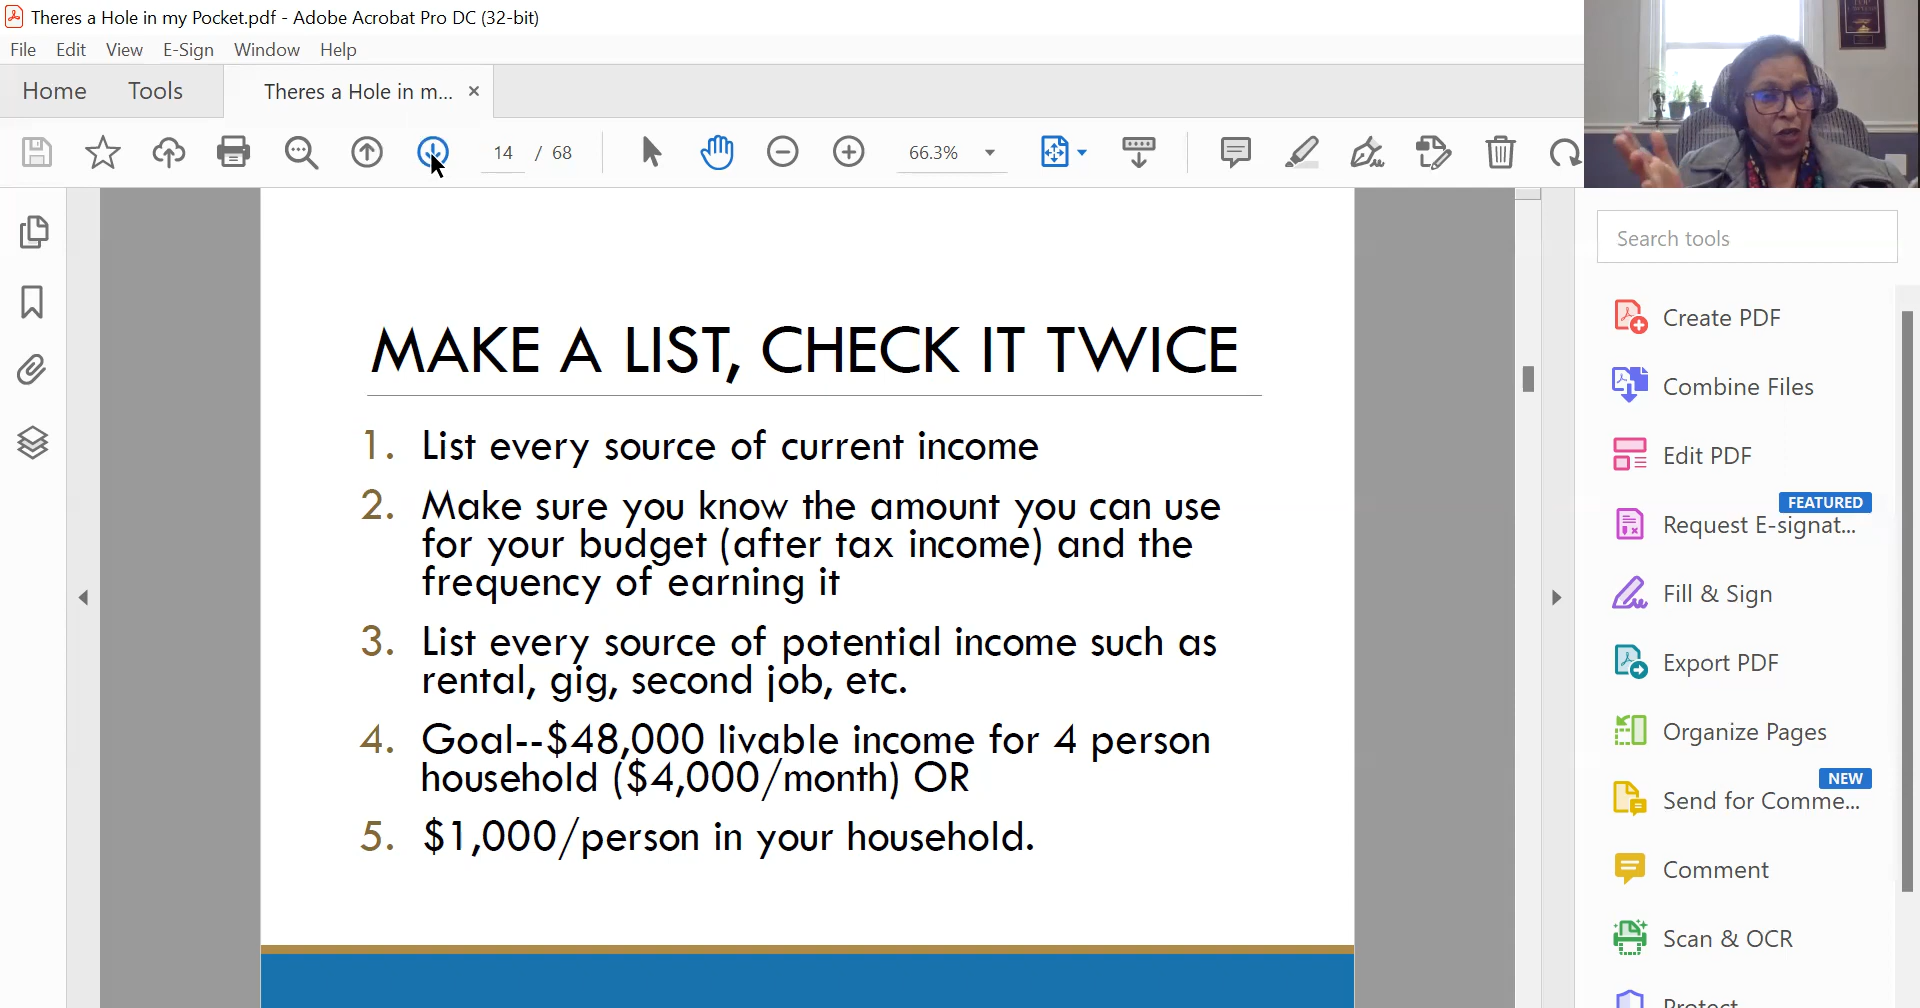 Theres a Hole in my Pocket.pdf - Adobe Acrobat Pro DC (32-bit)
File Edit View E-Sign Window Help
Home Tools Theres a Hole in m... ×
14 / 68 66.3%
Search tools
Create PDF
Combine Files
Edit PDF
FEATURED
Request E-signat...
Fill & Sign
Export PDF
Organize Pages
NEW
Send for Comme...
Comment
Scan & OCR
Protect
MAKE A LIST, CHECK IT TWICE
1. List every source of current income
2. Make sure you know the amount you can use
for your budget (after tax income) and the
frequency of earning it
3. List every source of potential income such as
rental, gig, second job, etc.
4. Goal--$48,000 livable income for 4 person
household ($4,000/month) OR
5. $1,000/person in your household.